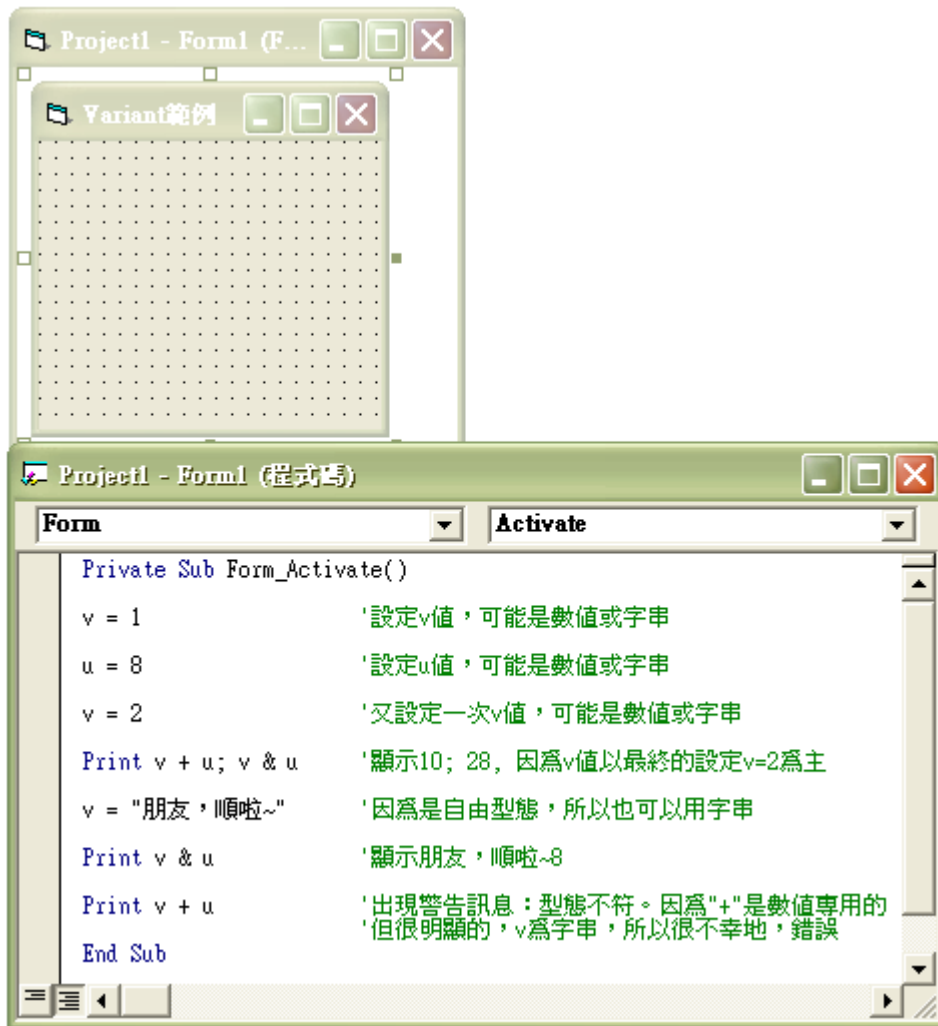 Project1 - Form1 (F...
Variant範例
Project1 - Form1 (程式碼)
Form
Activate
Private Sub Form_Activate()
v = 1 '設定v值，可能是數值或字串
u = 8 '設定u值，可能是數值或字串
v = 2 '又設定一次v值，可能是數值或字串
Print v + u; v & u '顯示10; 28, 因爲v值以最終的設定v=2爲主
v = "朋友，順啦~" '因爲是自由型態，所以也可以用字串
Print v & u '顯示朋友，順啦~8
Print v + u '出現警告訊息：型態不符。因爲"+"是數值專用的
'但很明顯的，v爲字串，所以很不幸地，錯誤
End Sub